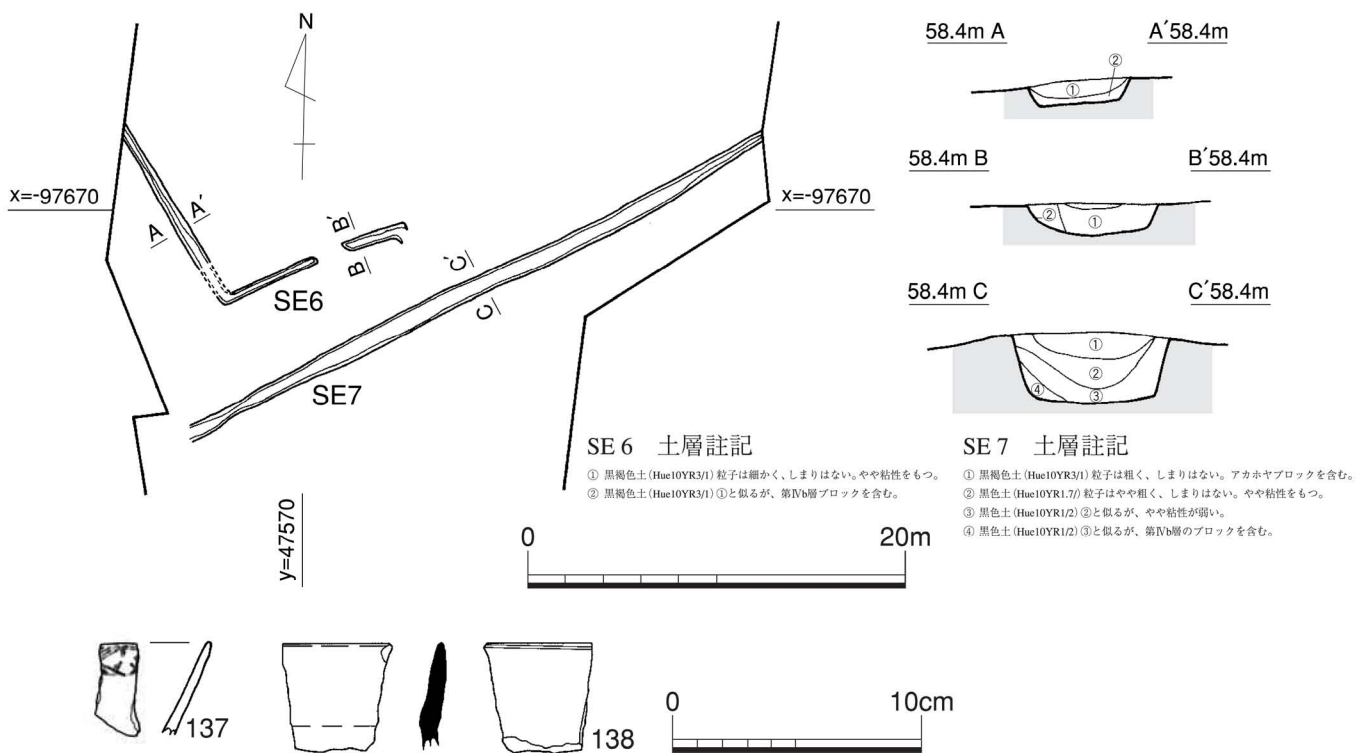 N
x=-97670
x=-97670
A
A'
B'
B
C'
C
SE6
SE7
y=47570
58.4m A
A´58.4m
②
①
58.4m B
B´58.4m
②
①
58.4m C
C´58.4m
①
②
④
③
SE 6 土層註記
① 黒褐色土(Hue10YR3/1) 粒子は細かく、しまりはない。やや粘性をもつ。
② 黒褐色土(Hue10YR3/1) ①と似るが、第Ⅳb層ブロックを含む。
SE 7 土層註記
① 黒褐色土(Hue10YR3/1) 粒子は粗く、しまりはない。アカホヤブロックを含む。
② 黒色土(Hue10YR1.7/) 粒子はやや粗く、しまりはない。やや粘性をもつ。
③ 黒色土(Hue10YR1/2) ②と似るが、やや粘性が弱い。
④ 黒色土(Hue10YR1/2) ③と似るが、第Ⅳb層のブロックを含む。
0 20m
137
138
0 10cm